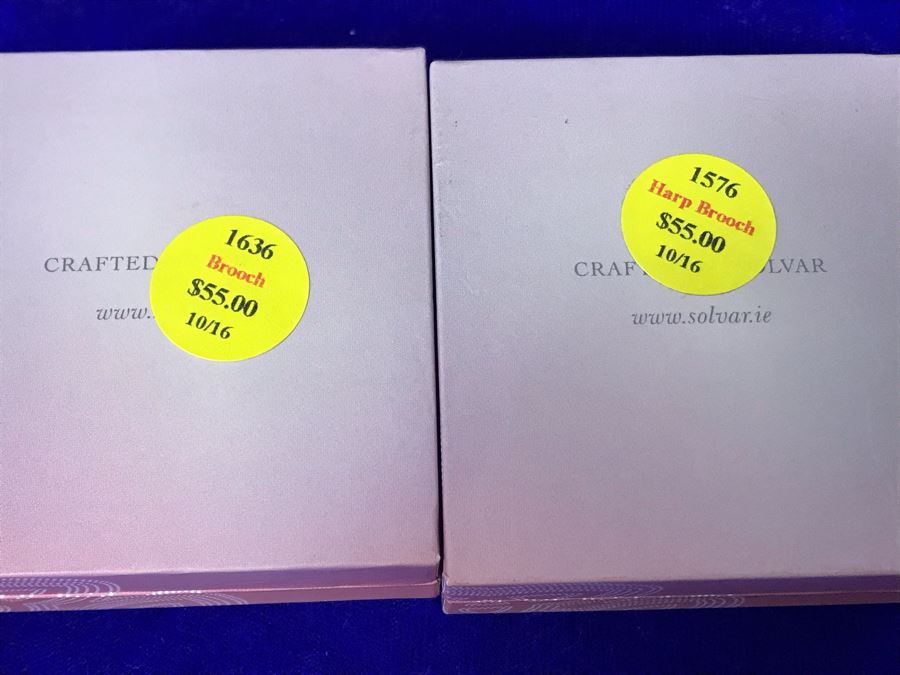 1636
Brooch
$55.00
10/16
CRAFTED
www.
1576
Harp Brooch
$55.00
10/16
CRAF OLVAR
www.solvar.ie